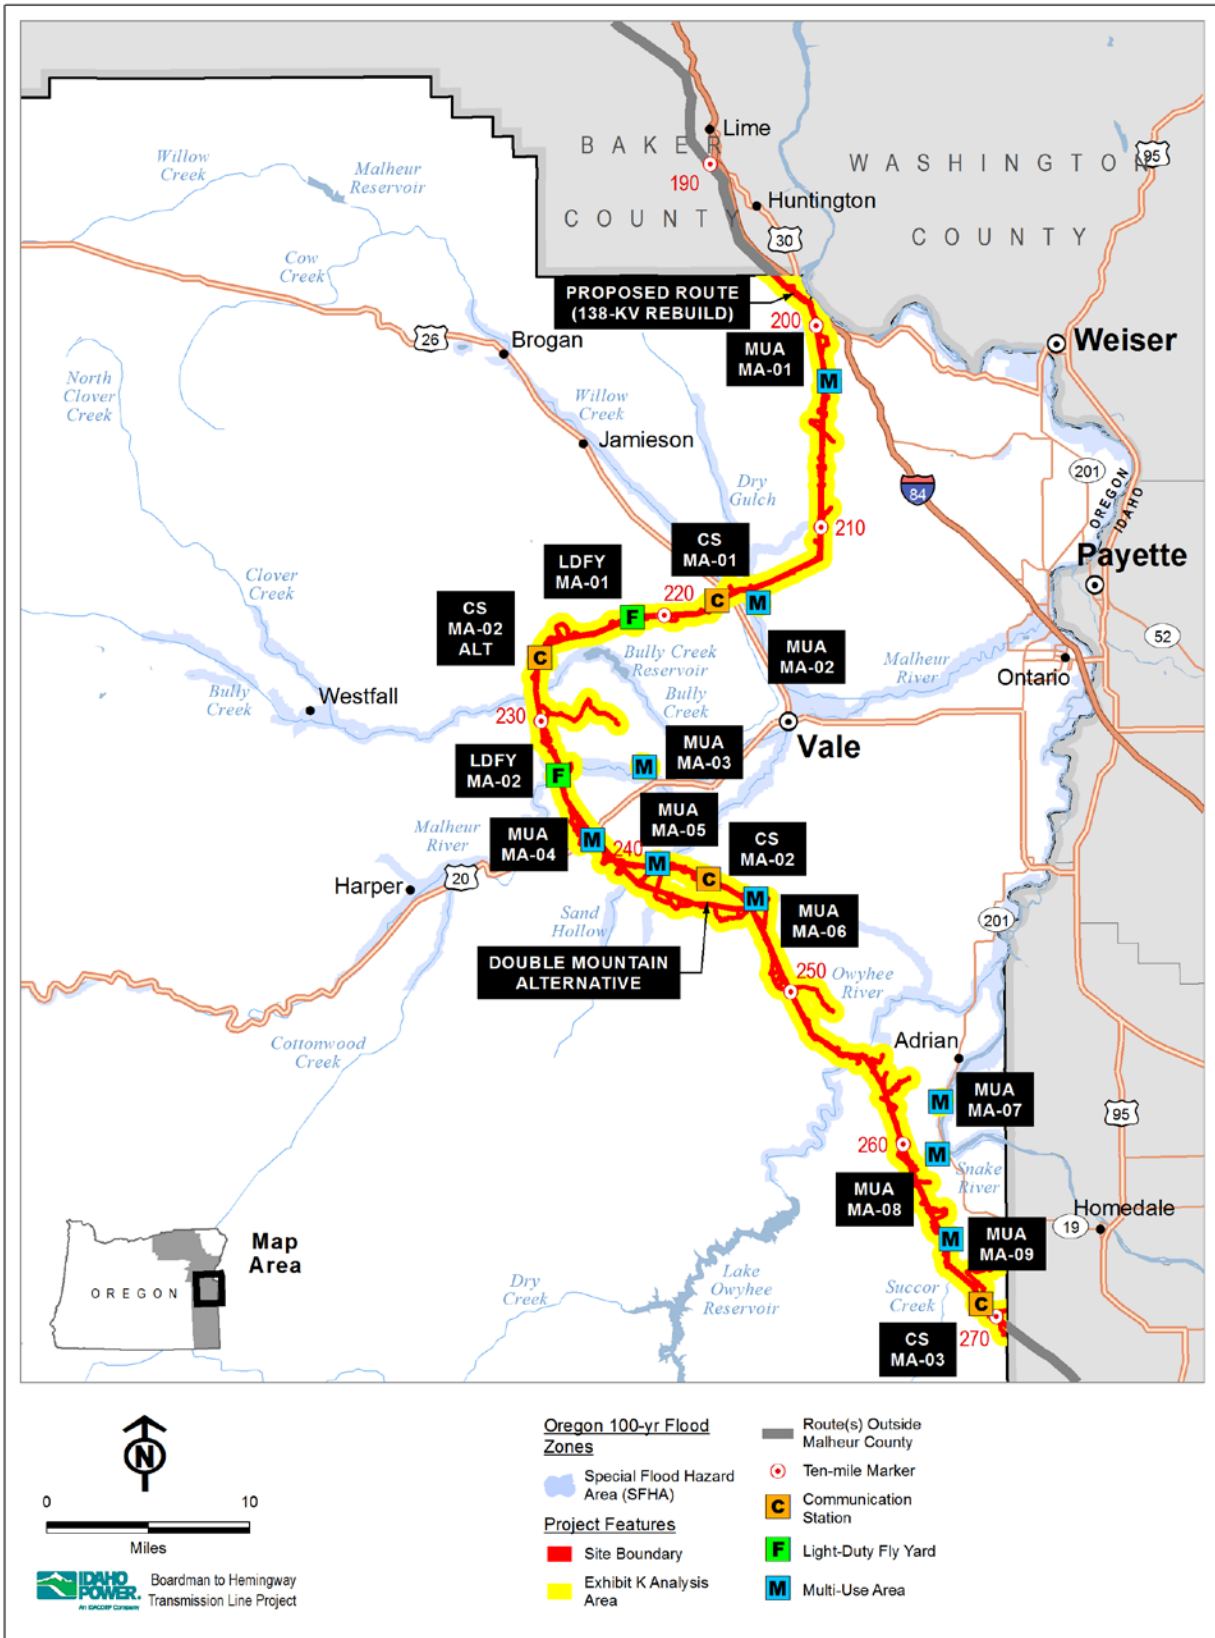 Lime
BAKER
COUNTY
WASHINGTON
COUNTY
95
190
Huntington
30
Willow
Creek
Malheur
Reservoir
Cow
Creek
PROPOSED ROUTE
(138-KV REBUILD)
200
26
Brogan
MUA
MA-01
M
Weiser
North
Clover
Creek
Willow
Creek
Jamieson
201
OREGON
IDAHO
84
Dry
Gulch
210
CS
MA-01
Payette
LDFY
MA-01
220
C
M
F
Clover
Creek
CS
MA-02
ALT
C
Bully Creek
Reservoir
MUA
MA-02
Malheur
River
52
Ontario
Bully
Creek
Westfall
Bully
Creek
230
Vale
LDFY
MA-02
F
M
MUA
MA-03
MUA
MA-05
Malheur
River
MUA
MA-04
M
240
M
CS
MA-02
C
Harper
20
M
MUA
MA-06
Sand
Hollow
201
DOUBLE MOUNTAIN
ALTERNATIVE
250
Owyhee
River
Cottonwood
Creek
Adrian
MUA
MA-07
M
95
260
M
Snake
River
MUA
MA-08
Homedale
19
M
MUA
MA-09
Map
Area
OREGON
Dry
Creek
Lake
Owyhee
Reservoir
Succor
Creek
C
270
CS
MA-03
N
0 10
Miles
IDAHO
POWER.
An IDACORP Company
Boardman to Hemingway
Transmission Line Project
Oregon 100-yr Flood
Zones
Special Flood Hazard
Area (SFHA)
Project Features
Site Boundary
Exhibit K Analysis
Area
Route(s) Outside
Malheur County
Ten-mile Marker
C
Communication
Station
F
Light-Duty Fly Yard
M
Multi-Use Area